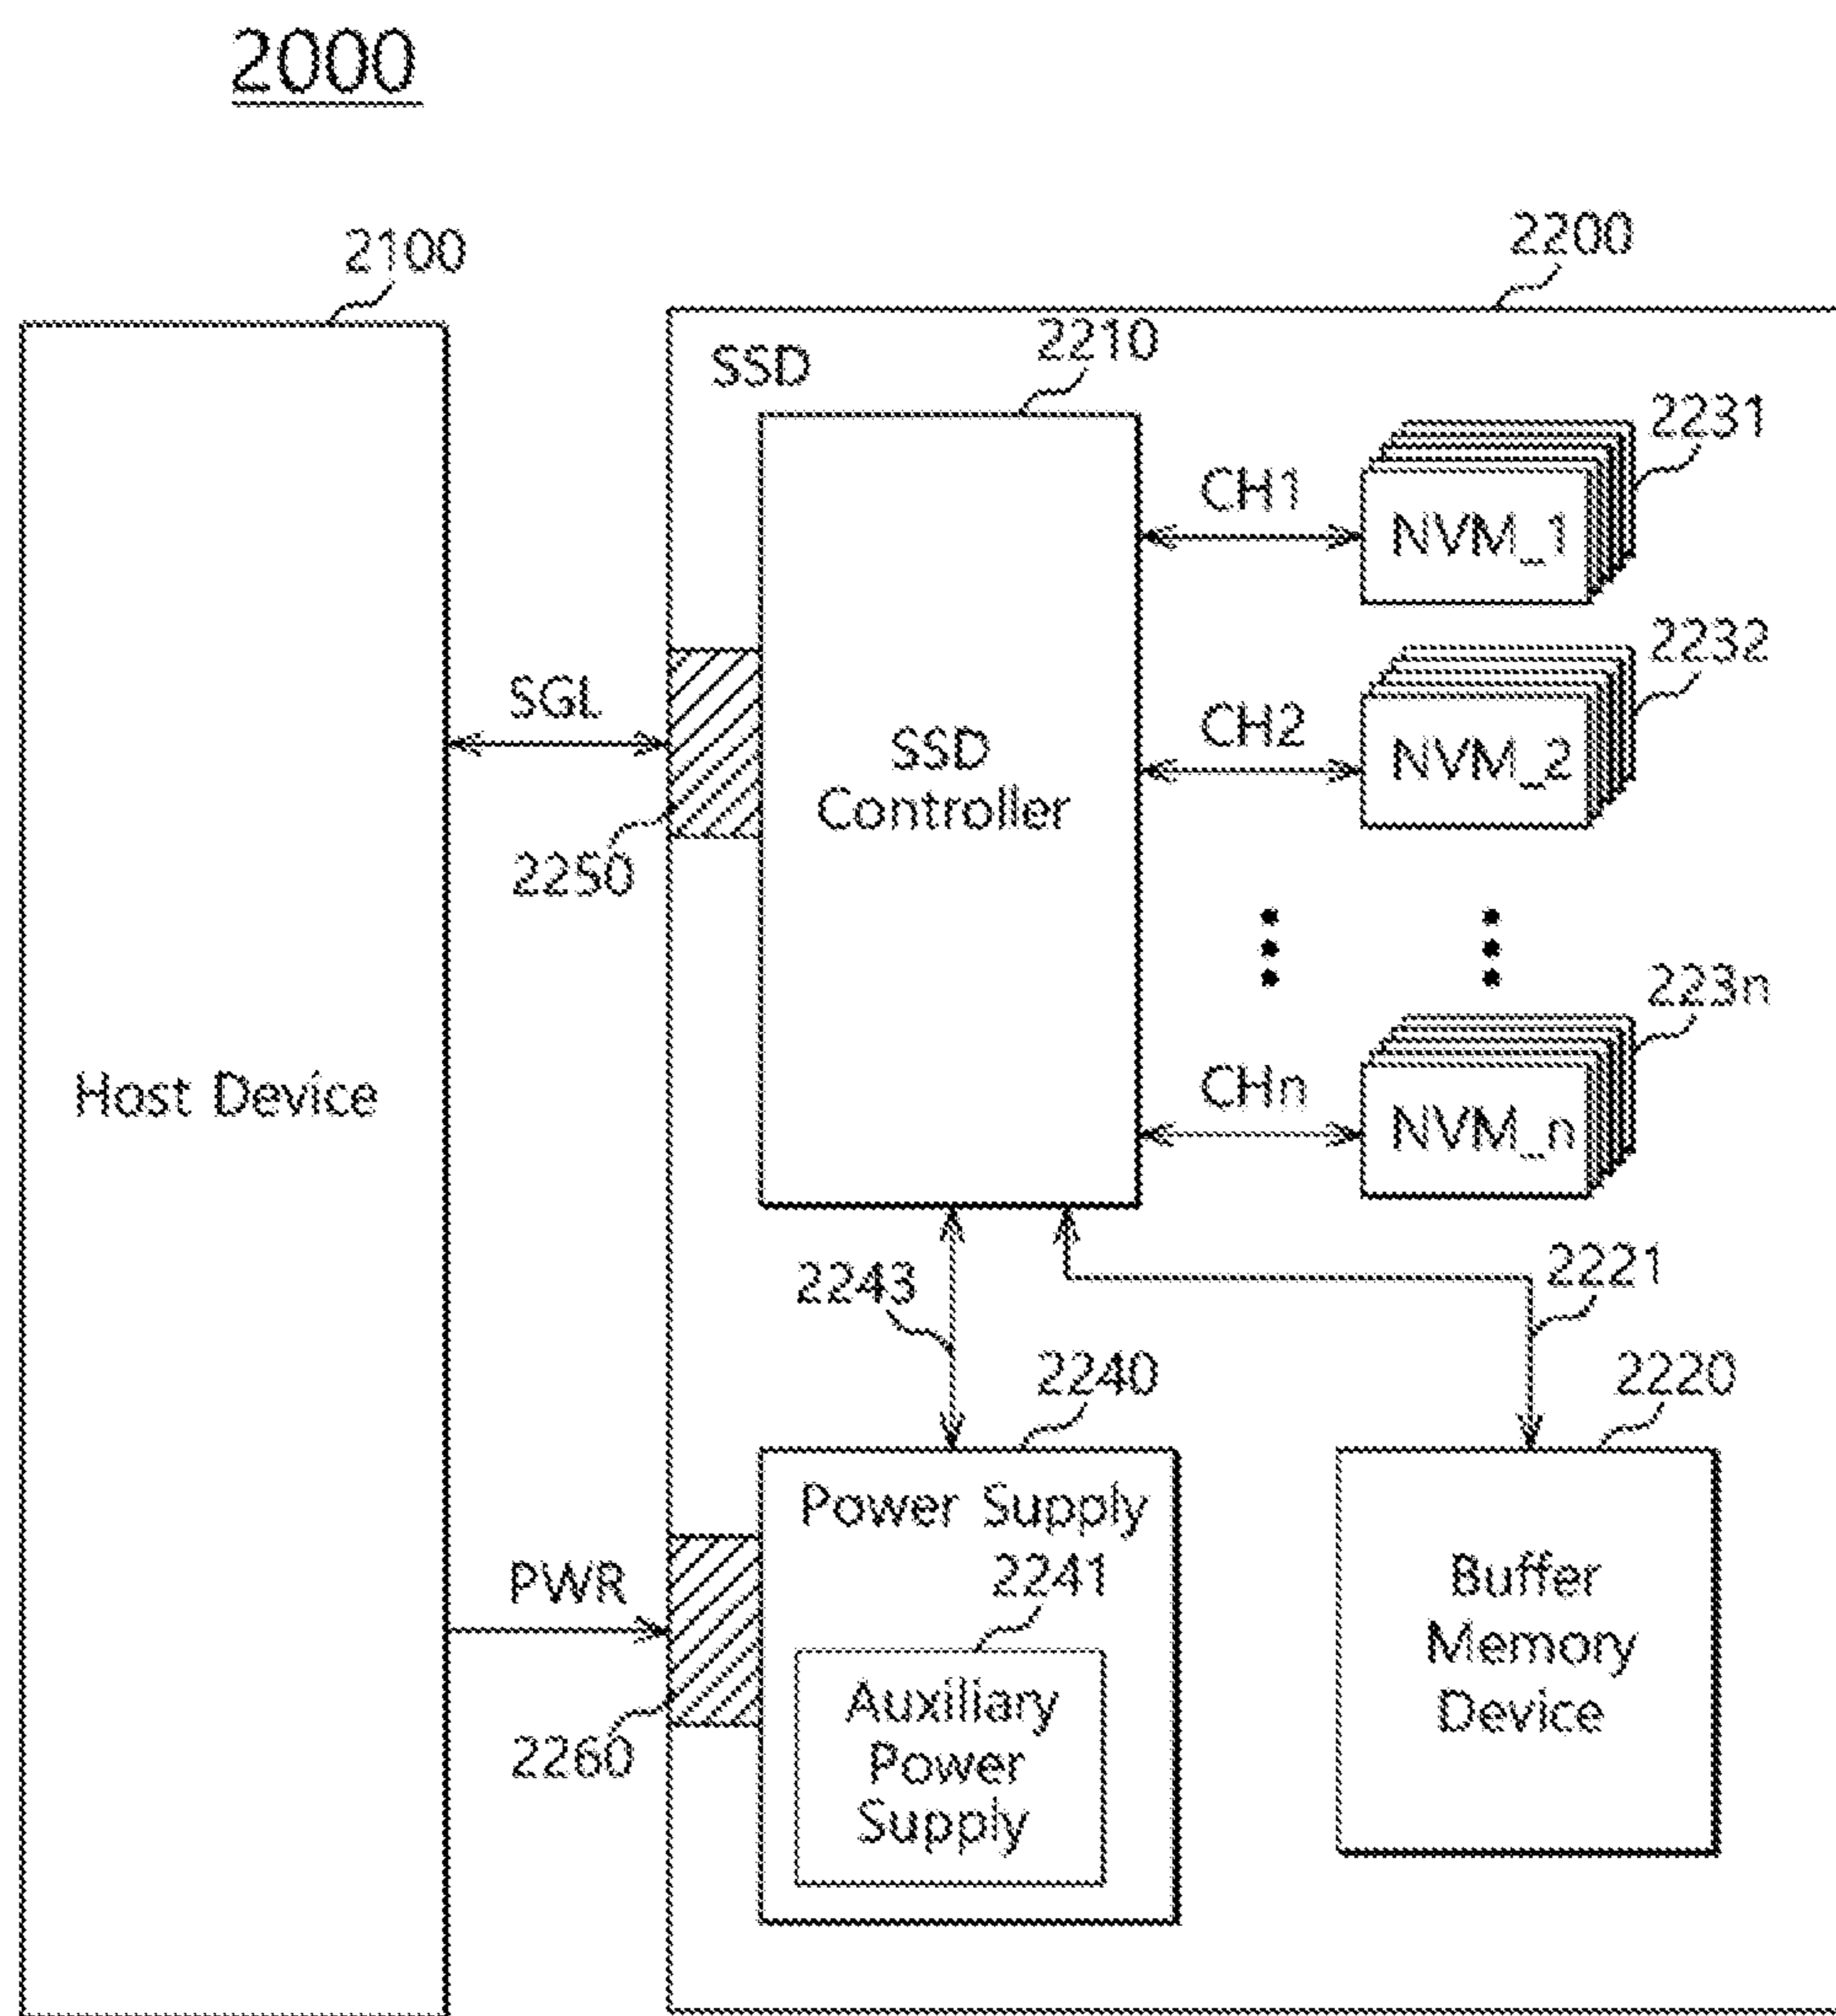 2000
2100
2200
SSD
2210
2231
CH1
NVM_1
2232
SGL
CH2
NVM_2
SSD
Controller
2250
223n
Host Device
CHn
NVM_n
2243
2221
2240
2220
Power Supply
PWR
2241
Buffer
Memory
Device
Auxiliary
Power
Supply
2260